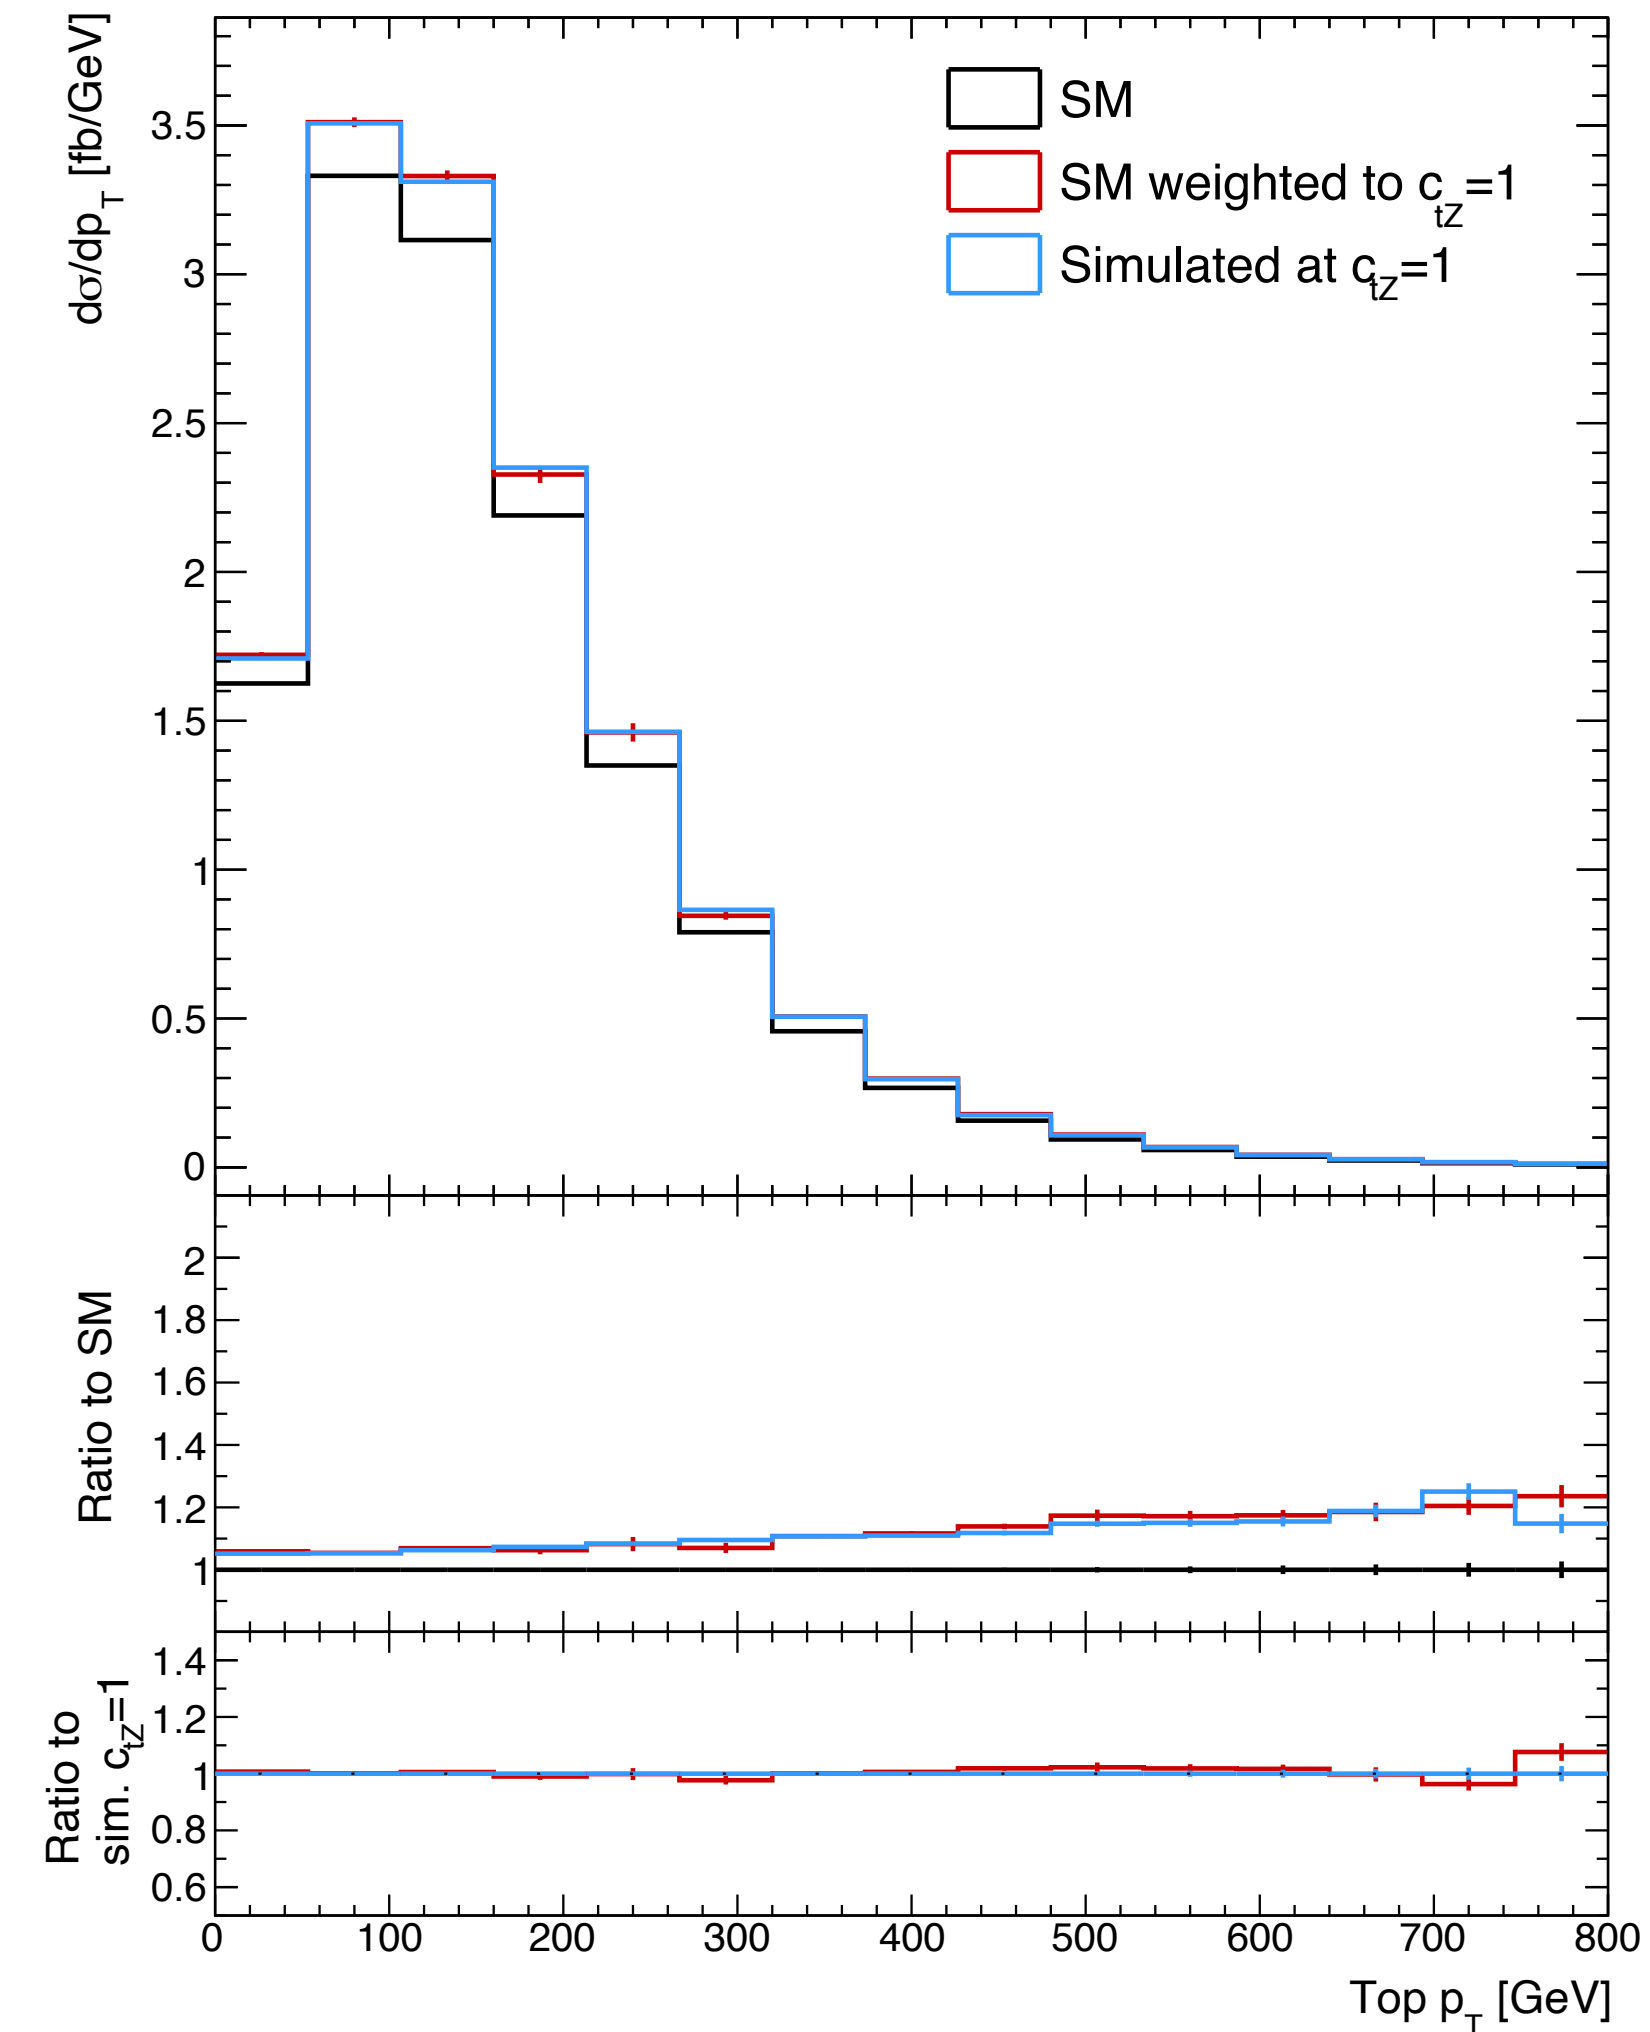 dσ/dp_T [fb/GeV]
SM
SM weighted to c_tZ=1
Simulated at c_tZ=1
3.5
3
2.5
2
1.5
1
0.5
0
Ratio to SM
2
1.8
1.6
1.4
1.2
1
Ratio to
sim. c_tZ=1
1.4
1.2
1
0.8
0.6
0 100 200 300 400 500 600 700 800
Top p_T [GeV]